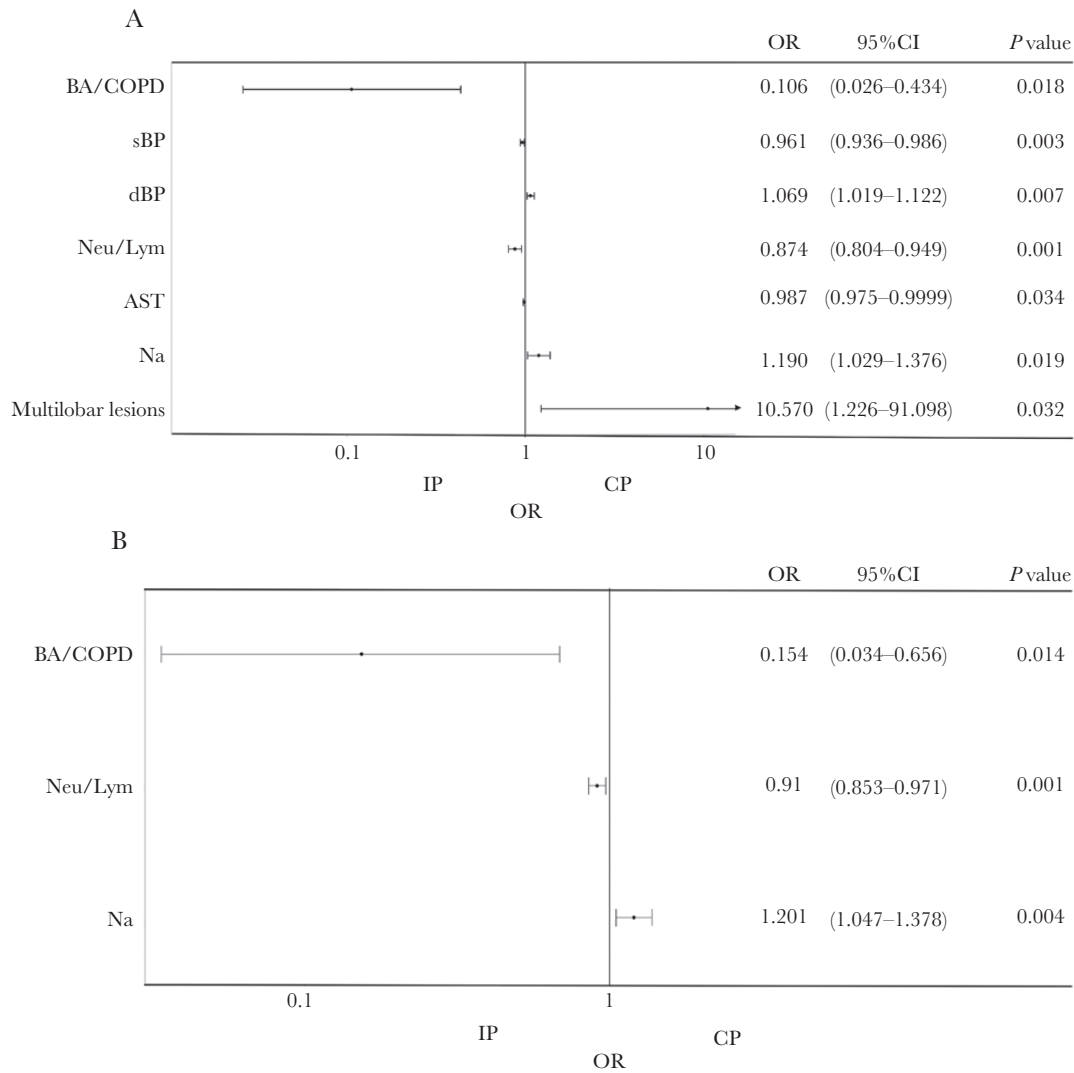 A
OR 95%CI P value
BA/COPD 0.106 (0.026–0.434) 0.018
sBP 0.961 (0.936–0.986) 0.003
dBP 1.069 (1.019–1.122) 0.007
Neu/Lym 0.874 (0.804–0.949) 0.001
AST 0.987 (0.975–0.9999) 0.034
Na 1.190 (1.029–1.376) 0.019
Multilobar lesions 10.570 (1.226–91.098) 0.032
0.1 1 10
IP CP
OR
B
OR 95%CI P value
BA/COPD 0.154 (0.034–0.656) 0.014
Neu/Lym 0.91 (0.853–0.971) 0.001
Na 1.201 (1.047–1.378) 0.004
0.1 1
IP CP
OR